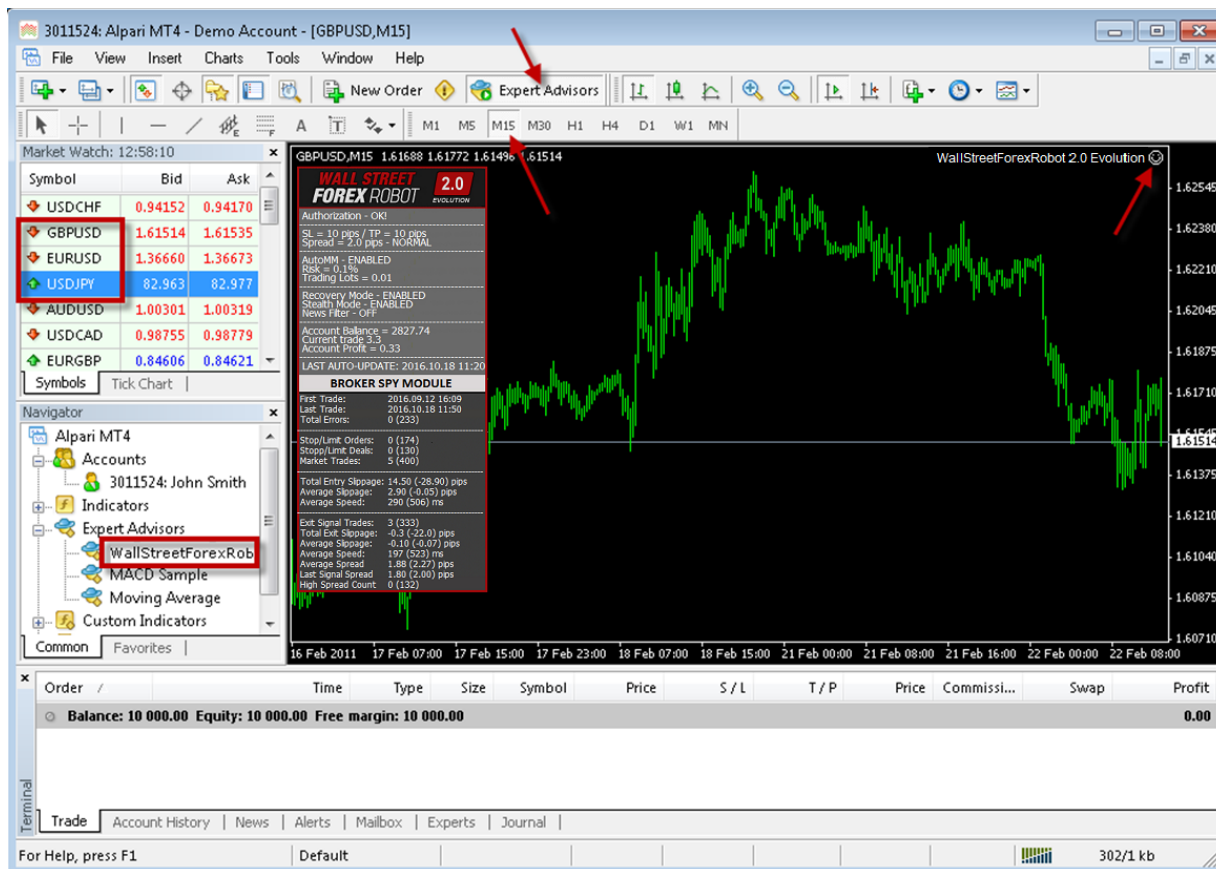 3011524: Alpari MT4 - Demo Account - [GBPUSD,M15]
File View Insert Charts Tools Window Help
New Order Expert Advisors
A T M1 M5 M15 M30 H1 H4 D1 W1 MN
Market Watch: 12:58:10
Symbol Bid Ask
USDCHF 0.94152 0.94170
GBPUSD 1.61514 1.61535
EURUSD 1.36660 1.36673
USDJPY 82.963 82.977
AUDUSD 1.00301 1.00319
USDCAD 0.98755 0.98779
EURGBP 0.84606 0.84621
Symbols Tick Chart
Navigator
Alpari MT4
Accounts
3011524: John Smith
Indicators
Expert Advisors
WallStreetForexRob
MACD Sample
Moving Average
Custom Indicators
Common Favorites
GBPUSD,M15 1.61688 1.61772 1.61496 1.61514
WallStreetForexRobot 2.0 Evolution
WALL STREET
FOREX ROBOT
2.0
EVOLUTION
Authorization - OK!
SL = 10 pips / TP = 10 pips
Spread = 2.0 pips - NORMAL
AutoMM - ENABLED
Risk = 0.1%
Trading Lots = 0.01
Recovery Mode - ENABLED
Stealth Mode - ENABLED
News Filter - OFF
Account Balance = 2827.74
Current trade 3.3
Account Profit = 0.33
LAST AUTO-UPDATE: 2016.10.18 11:20
BROKER SPY MODULE
First Trade: 2016.09.12 16:09
Last Trade: 2016.10.18 11:50
Total Errors: 0 (233)
Stop/Limit Orders: 0 (174)
Stopp/Limt Deals: 0 (130)
Market Trades: 5 (400)
Total Entry Slippage: 14.50 (-28.90) pips
Average Slippage: 2.90 (-0.05) pips
Average Speed: 290 (506) ms
Exit Signal Trades: 3 (333)
Total Exit Slippage: -0.3 (-22.0) pips
Average Slippage: -0.10 (-0.07) pips
Average Speed: 197 (523) ms
Average Spread 1.88 (2.27) pips
Last Signal Spread 1.80 (2.00) pips
High Spread Count 0 (132)
1.62545
1.62380
1.62210
1.62045
1.61875
1.61710
1.61545
1.61514
1.61375
1.61210
1.61040
1.60875
1.60710
16 Feb 2011 17 Feb 07:00 17 Feb 15:00 17 Feb 23:00 18 Feb 07:00 18 Feb 15:00 21 Feb 00:00 21 Feb 08:00 21 Feb 16:00 22 Feb 00:00 22 Feb 08:00
Order / Time Type Size Symbol Price S / L T / P Price Commissi... Swap Profit
Balance: 10 000.00 Equity: 10 000.00 Free margin: 10 000.00 0.00
Terminal
Trade Account History News Alerts Mailbox Experts Journal
For Help, press F1 Default 302/1 kb